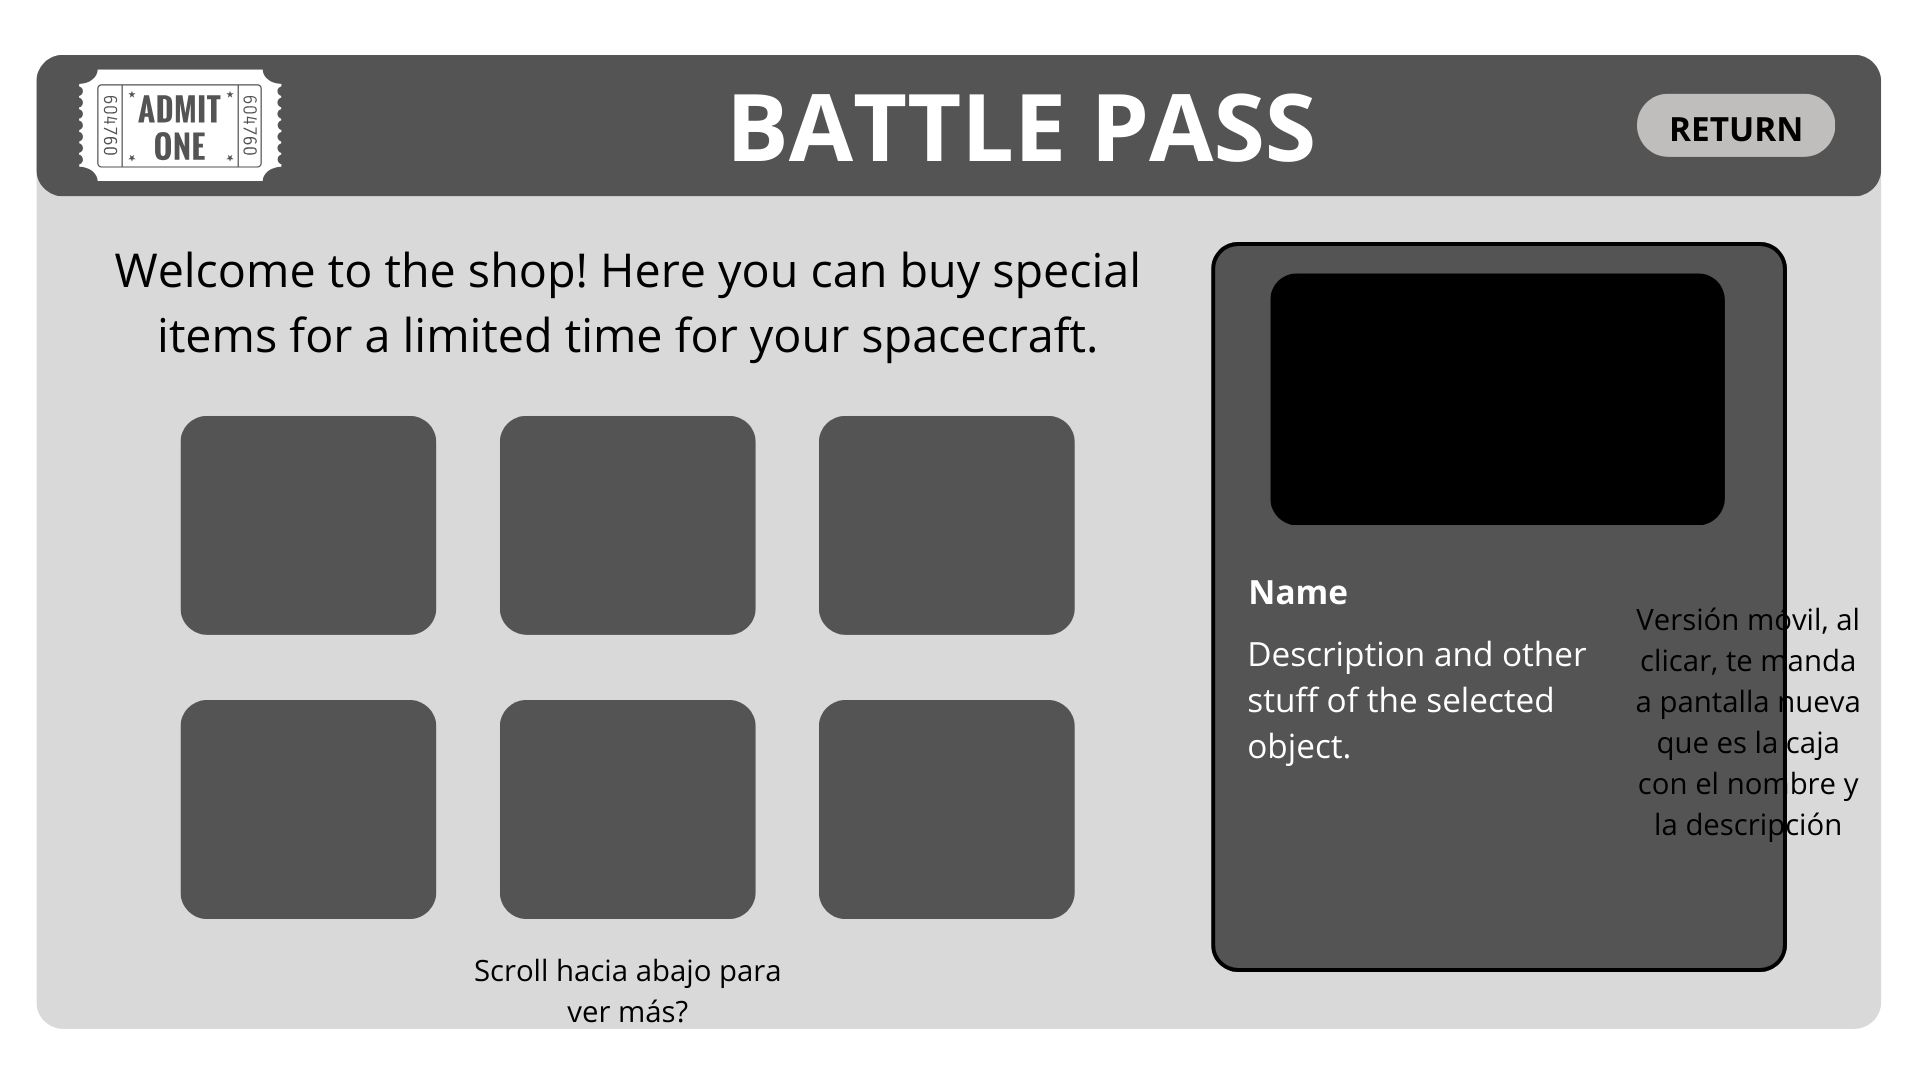 604760
ADMIT
ONE
604760
BATTLE PASS
RETURN
Welcome to the shop! Here you can buy special
items for a limited time for your spacecraft.
Name
Description and other
stuff of the selected
object.
Versión móvil, al
clicar, te manda
a pantalla nueva
que es la caja
con el nombre y
la descripción
Scroll hacia abajo para
ver más?